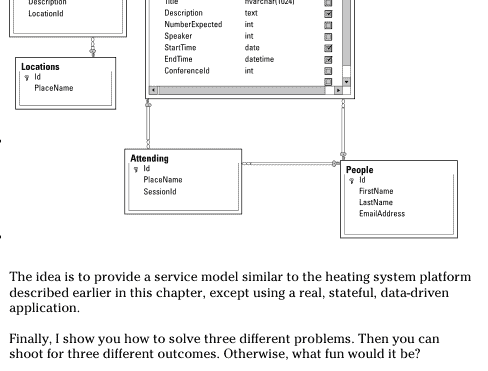 Description
LocationId
Title nvarchar(1024)
Description text
NumberExpected int
Speaker int
StartTime date
EndTime datetime
ConferenceId int
Locations
Id
PlaceName
Attending
Id
PlaceName
SessionId
People
Id
FirstName
LastName
EmailAddress
The idea is to provide a service model similar to the heating system platform
described earlier in this chapter, except using a real, stateful, data-driven
application.
Finally, I show you how to solve three different problems. Then you can
shoot for three different outcomes. Otherwise, what fun would it be?